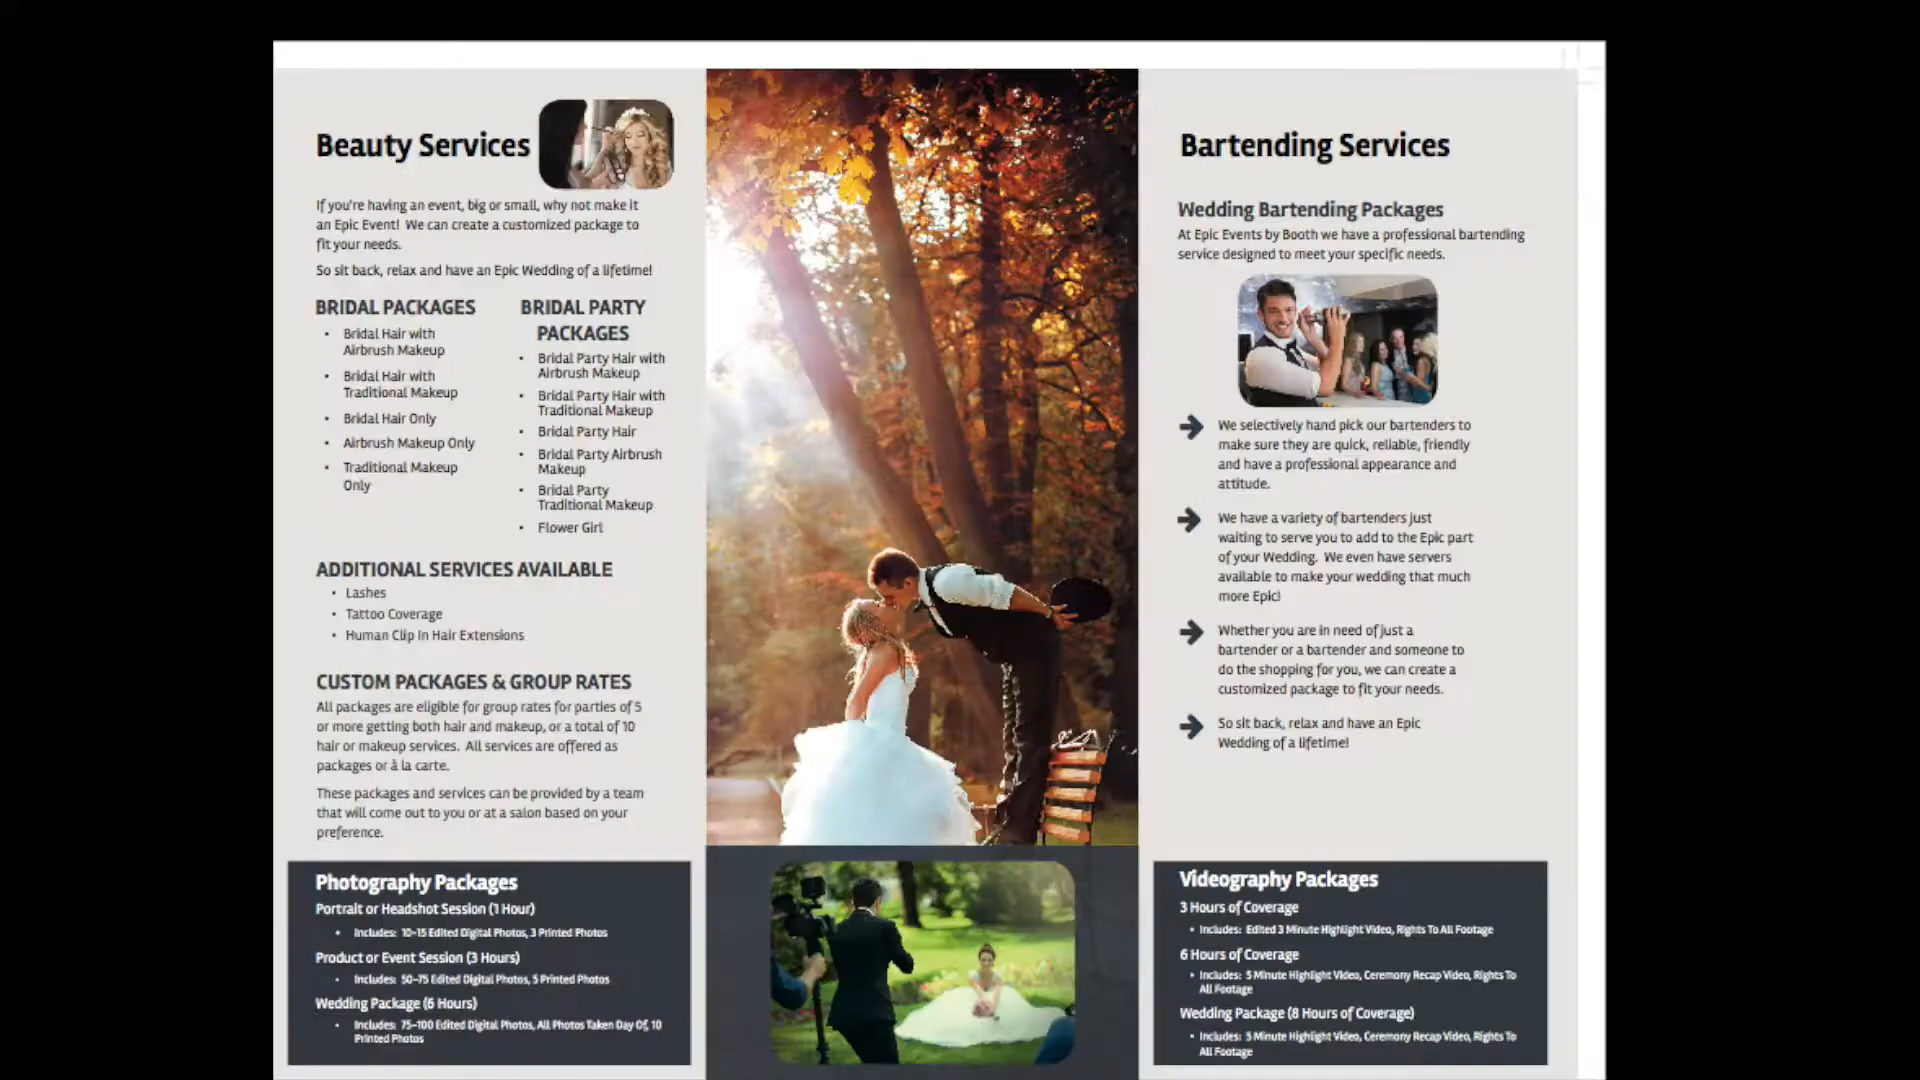 Beauty Services
If you're having an event, big or small, why not make it
an Epic Event! We can create a customized package to
fit your needs.
So sit back, relax and have an Epic Wedding of a lifetime!
BRIDAL PACKAGES
• Bridal Hair with
Airbrush Makeup
• Bridal Hair with
Traditional Makeup
• Bridal Hair Only
• Airbrush Makeup Only
• Traditional Makeup
Only
BRIDAL PARTY
PACKAGES
• Bridal Party Hair with
Airbrush Makeup
• Bridal Party Hair with
Traditional Makeup
• Bridal Party Hair
• Bridal Party Airbrush
Makeup
• Bridal Party
Traditional Makeup
• Flower Girl
ADDITIONAL SERVICES AVAILABLE
• Lashes
• Tattoo Coverage
• Human Clip In Hair Extensions
CUSTOM PACKAGES & GROUP RATES
All packages are eligible for group rates for parties of 5
or more getting both hair and makeup, or a total of 10
hair or makeup services. All services are offered as
packages or à la carte.
These packages and services can be provided by a team
that will come out to you or at a salon based on your
preference.
Photography Packages
Portrait or Headshot Session (1 Hour)
• Includes: 10-15 Edited Digital Photos, 3 Printed Photos
Product or Event Session (3 Hours)
• Includes: 50-75 Edited Digital Photos, 5 Printed Photos
Wedding Package (6 Hours)
• Includes: 75-100 Edited Digital Photos, All Photos Taken Day Of, 10
Printed Photos
Bartending Services
Wedding Bartending Packages
At Epic Events by Booth we have a professional bartending
service designed to meet your specific needs.
We selectively hand pick our bartenders to
make sure they are quick, reliable, friendly
and have a professional appearance and
attitude.
We have a variety of bartenders just
waiting to serve you to add to the Epic part
of your Wedding. We even have servers
available to make your wedding that much
more Epic!
Whether you are in need of just a
bartender or a bartender and someone to
do the shopping for you, we can create a
customized package to fit your needs.
So sit back, relax and have an Epic
Wedding of a lifetime!
Videography Packages
3 Hours of Coverage
• Includes: Edited 3 Minute Highlight Video, Rights To All Footage
6 Hours of Coverage
• Includes: 5 Minute Highlight Video, Ceremony Recap Video, Rights To
All Footage
Wedding Package (8 Hours of Coverage)
• Includes: 5 Minute Highlight Video, Ceremony Recap Video, Rights To
All Footage